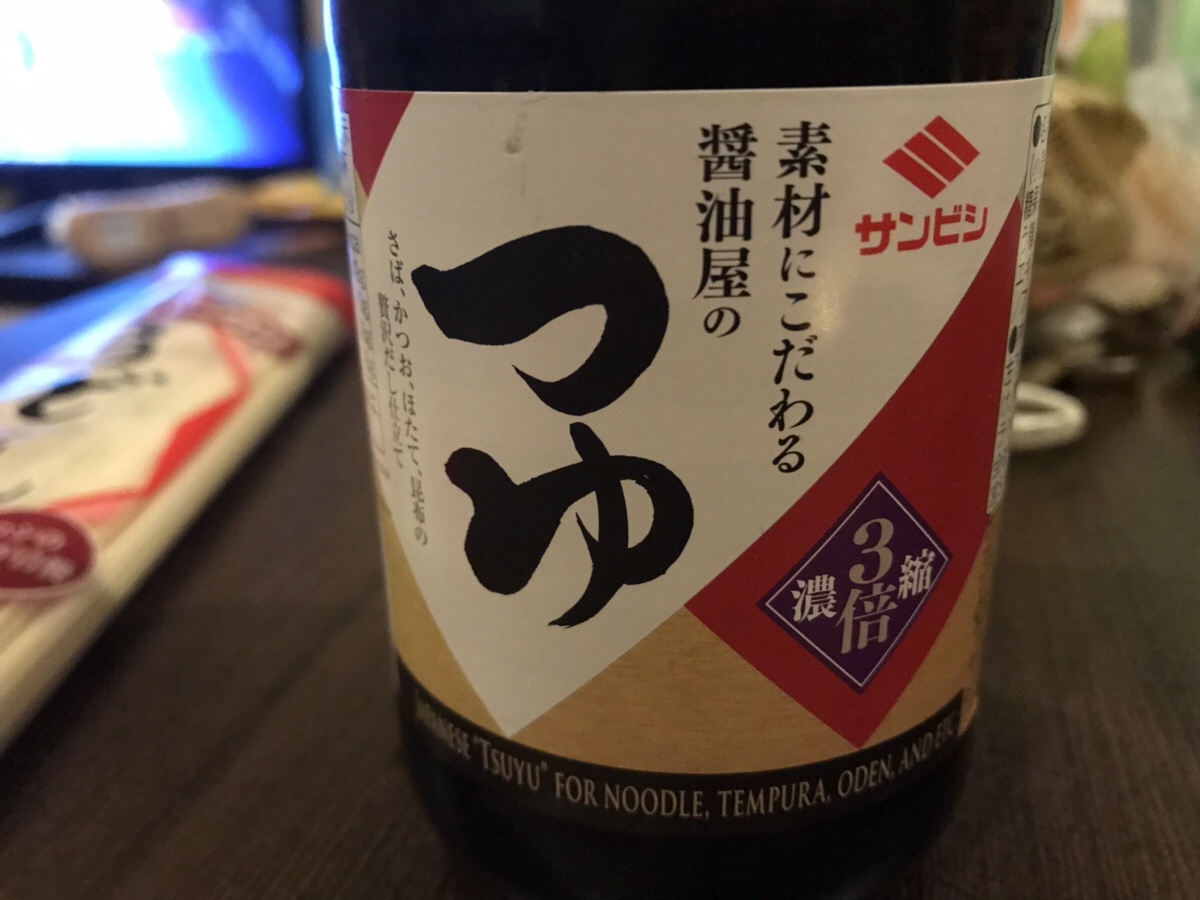 サンビシ
素材にこだわる
醤油屋の
つゆ
さば、かつお、ほたて、昆布の
贅沢だし仕立て
濃縮
3倍
JAPANESE "TSUYU" FOR NOODLE, TEMPURA, ODEN, AND ETC